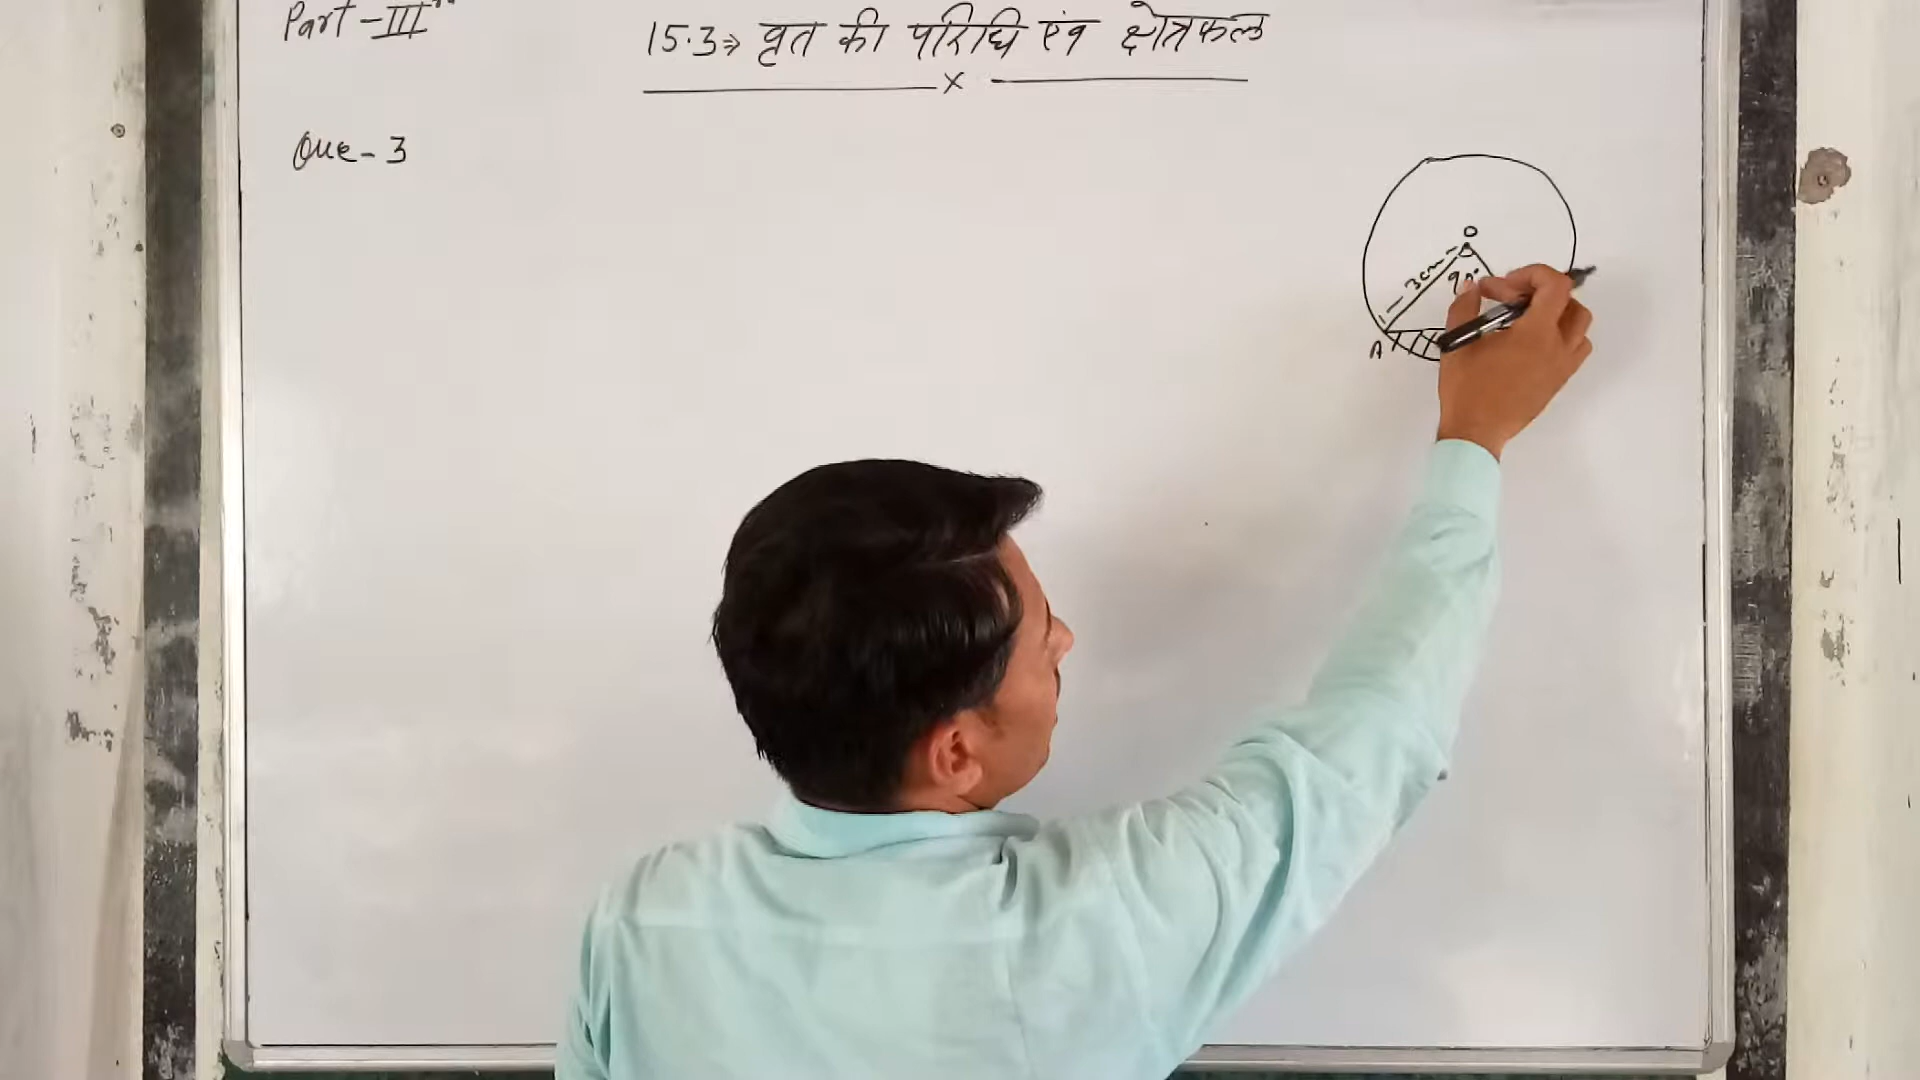 Part-III
15.3⇒ वृत की परिधि एंव क्षेत्रफल
x
Que-3
O
3cm
90°
A